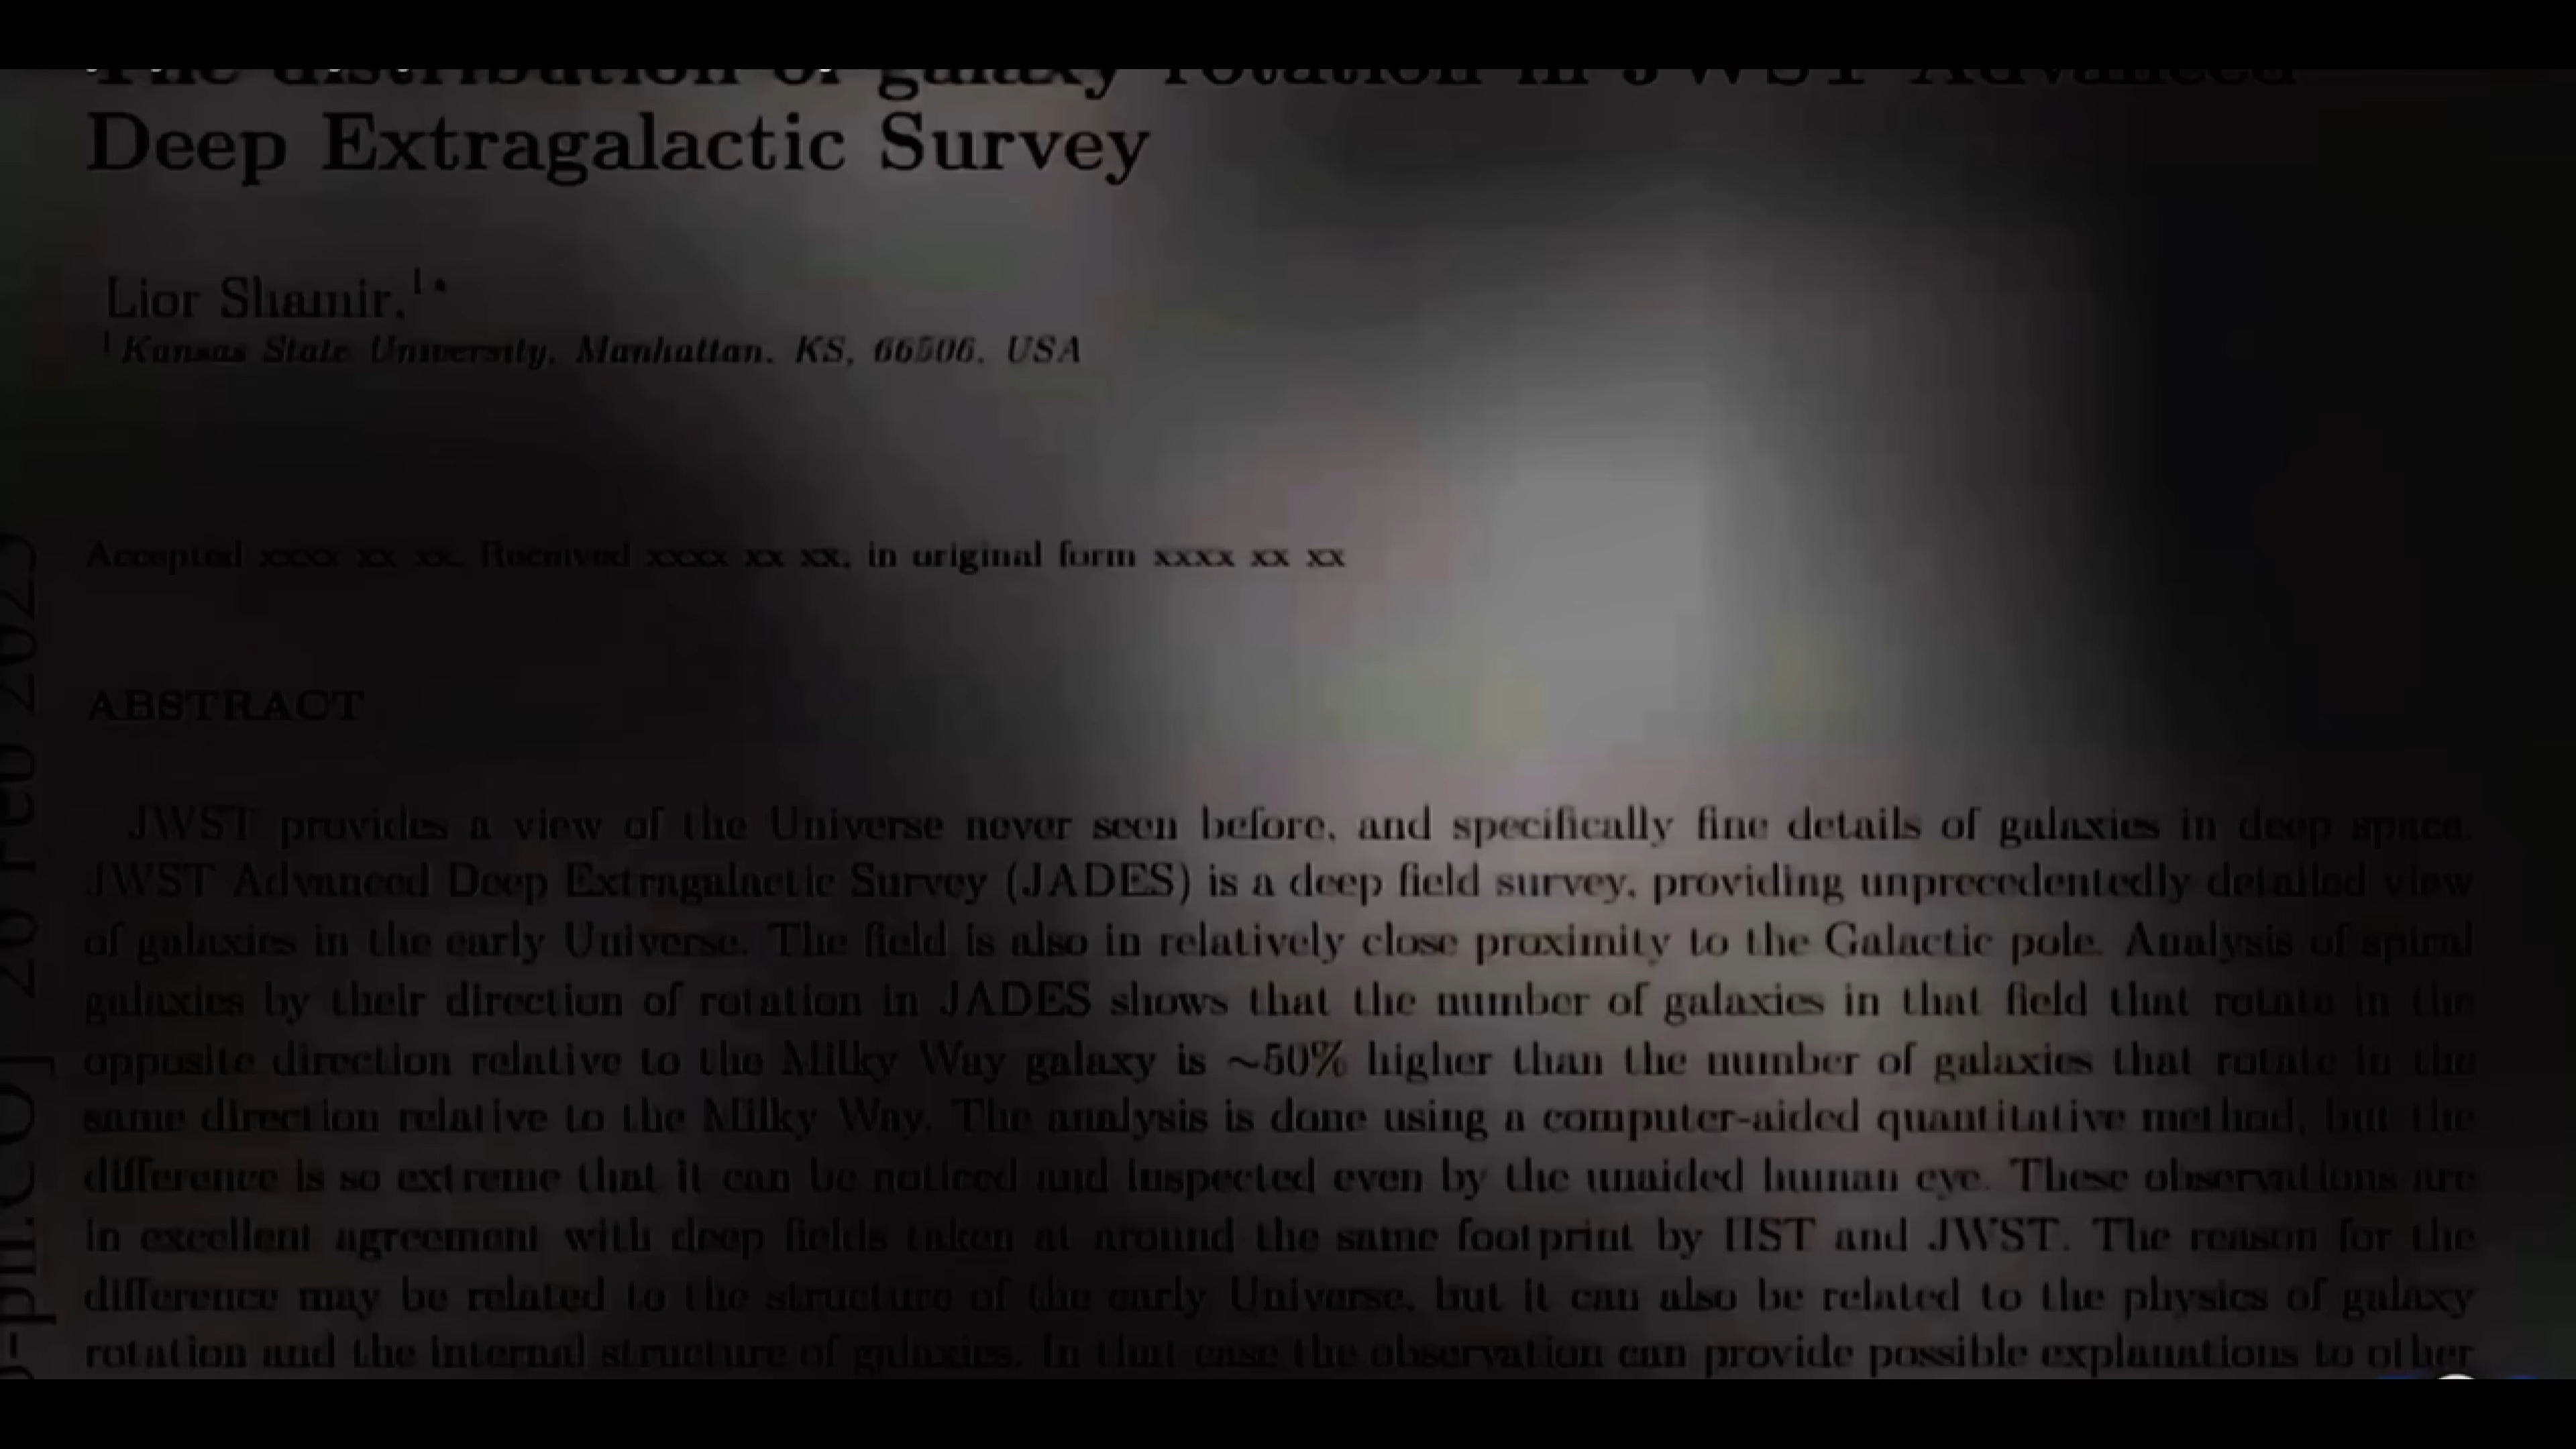 The distribution of galaxy rotation in JWST Advanced
Deep Extragalactic Survey
Lior Shamir,1*
1 Kansas State University, Manhattan, KS, 66506, USA
Accepted xxxx xx xx. Received xxxx xx xx, in original form xxxx xx xx
ABSTRACT
JWST provides a view of the Universe never seen before, and specifically fine details of galaxies in deep space.
JWST Advanced Deep Extragalactic Survey (JADES) is a deep field survey, providing unprecedentedly detailed view
of galaxies in the early Universe. The field is also in relatively close proximity to the Galactic pole. Analysis of spiral
galaxies by their direction of rotation in JADES shows that the number of galaxies in that field that rotate in the
opposite direction relative to the Milky Way galaxy is ~50% higher than the number of galaxies that rotate in the
same direction relative to the Milky Way. The analysis is done using a computer-aided quantitative method, but the
difference is so extreme that it can be noticed and inspected even by the unaided human eye. These observations are
in excellent agreement with deep fields taken at around the same footprint by HST and JWST. The reason for the
difference may be related to the structure of the early Universe, but it can also be related to the physics of galaxy
rotation and the internal structure of galaxies. In that case the observation can provide possible explanations to other